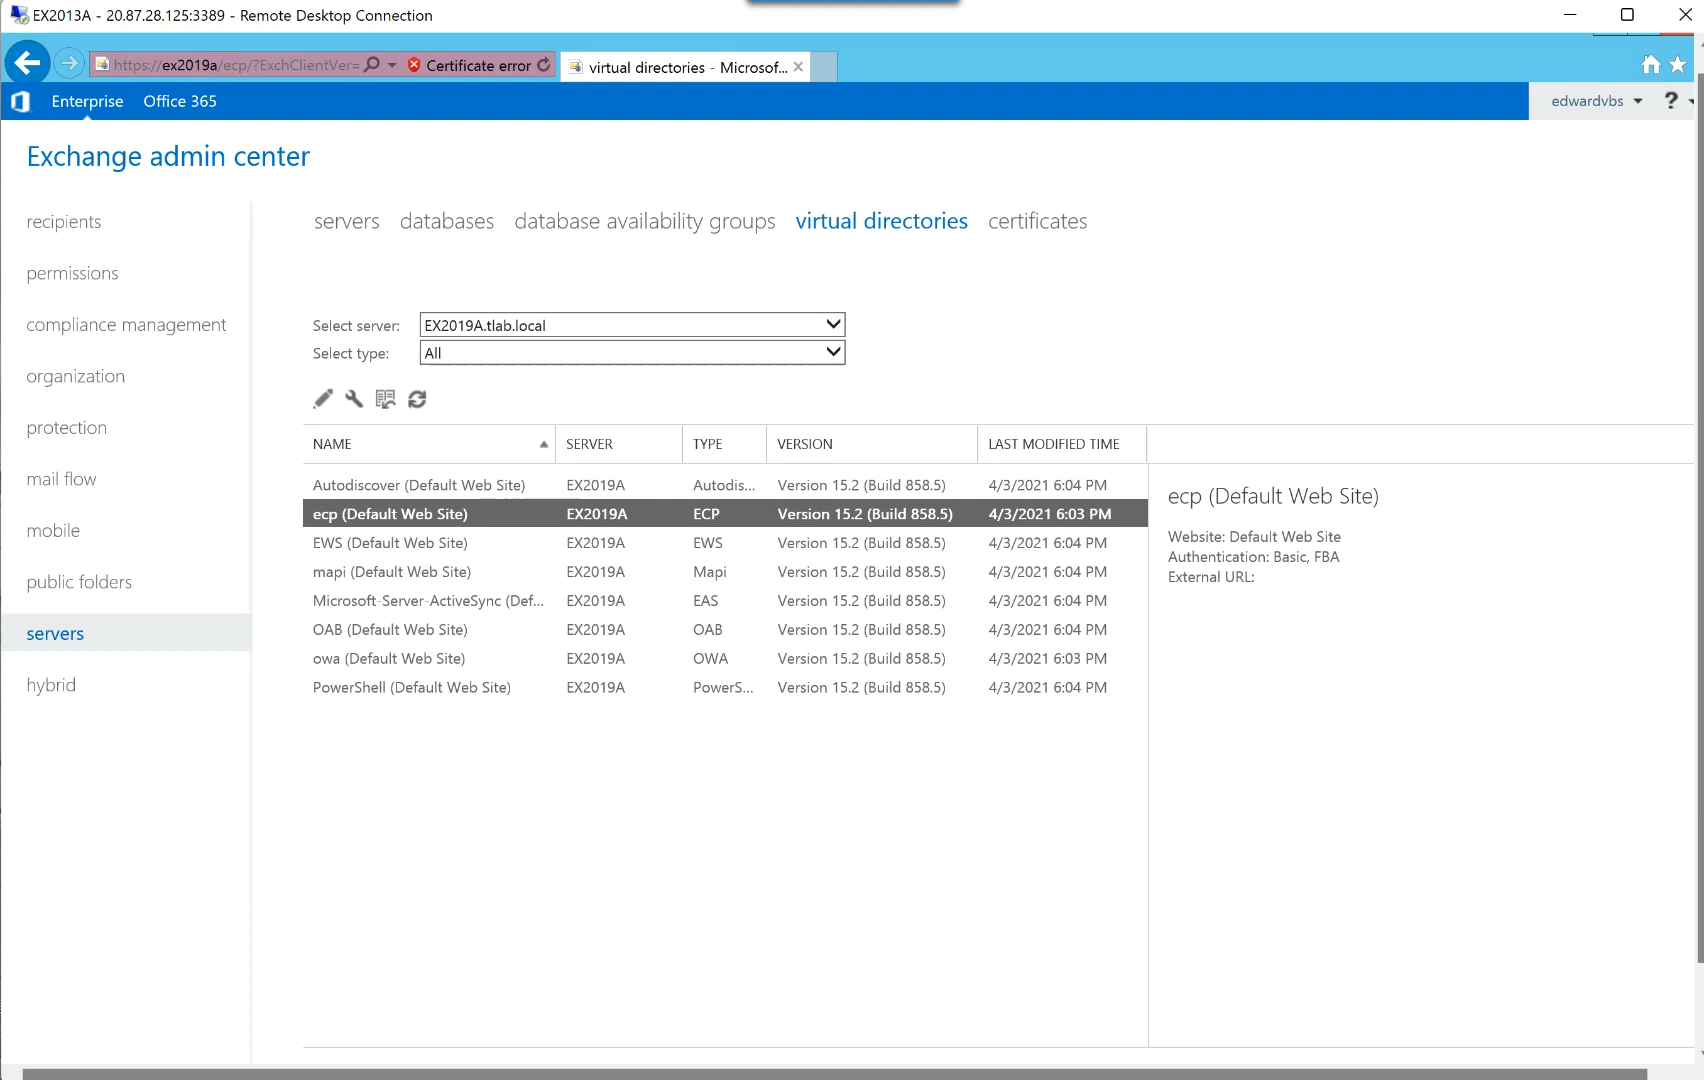 EX2013A - 20.87.28.125:3389 - Remote Desktop Connection
https://ex2019a/ecp/?ExchClientVer=
Certificate error
virtual directories - Microsof...
Enterprise
Office 365
edwardvbs
?
Exchange admin center
recipients
permissions
compliance management
organization
protection
mail flow
mobile
public folders
servers
hybrid
servers databases database availability groups virtual directories certificates
Select server: EX2019A.tlab.local
Select type: All
NAME SERVER TYPE VERSION LAST MODIFIED TIME
Autodiscover (Default Web Site) EX2019A Autodis... Version 15.2 (Build 858.5) 4/3/2021 6:04 PM
ecp (Default Web Site) EX2019A ECP Version 15.2 (Build 858.5) 4/3/2021 6:03 PM
EWS (Default Web Site) EX2019A EWS Version 15.2 (Build 858.5) 4/3/2021 6:04 PM
mapi (Default Web Site) EX2019A Mapi Version 15.2 (Build 858.5) 4/3/2021 6:04 PM
Microsoft-Server-ActiveSync (Def... EX2019A EAS Version 15.2 (Build 858.5) 4/3/2021 6:04 PM
OAB (Default Web Site) EX2019A OAB Version 15.2 (Build 858.5) 4/3/2021 6:04 PM
owa (Default Web Site) EX2019A OWA Version 15.2 (Build 858.5) 4/3/2021 6:03 PM
PowerShell (Default Web Site) EX2019A PowerS... Version 15.2 (Build 858.5) 4/3/2021 6:04 PM
ecp (Default Web Site)
Website: Default Web Site
Authentication: Basic, FBA
External URL: